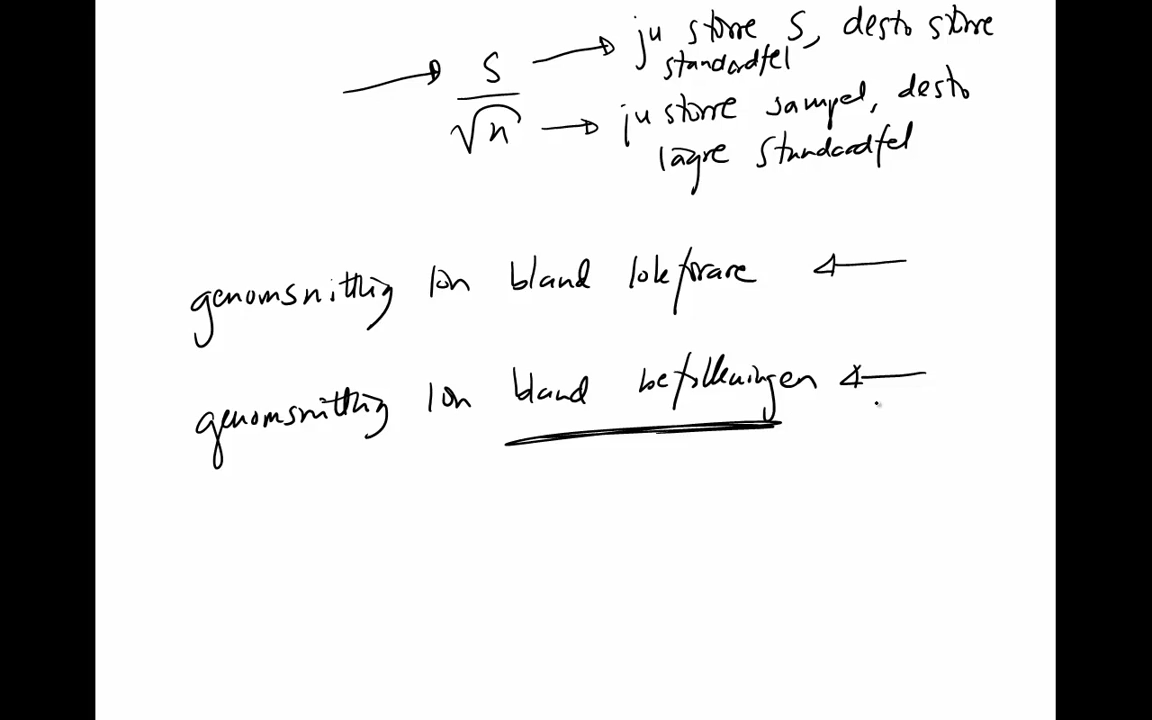 ju större S, desto större
standardfel
S
√n
ju större sampel, desto
lägre standardfel
genomsnittlig lön bland lokförare
genomsnittlig lön bland befolkningen